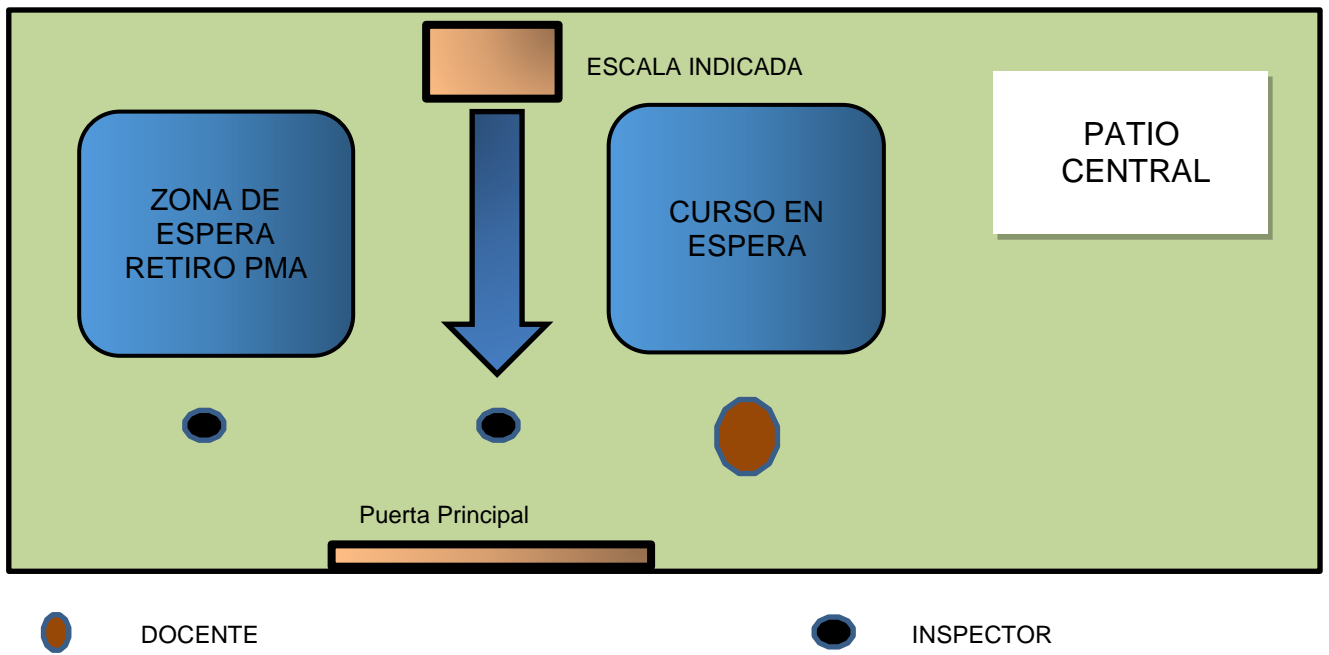 ESCALA INDICADA
PATIO
CENTRAL
ZONA DE
ESPERA
RETIRO PMA
CURSO EN
ESPERA
Puerta Principal
DOCENTE
INSPECTOR